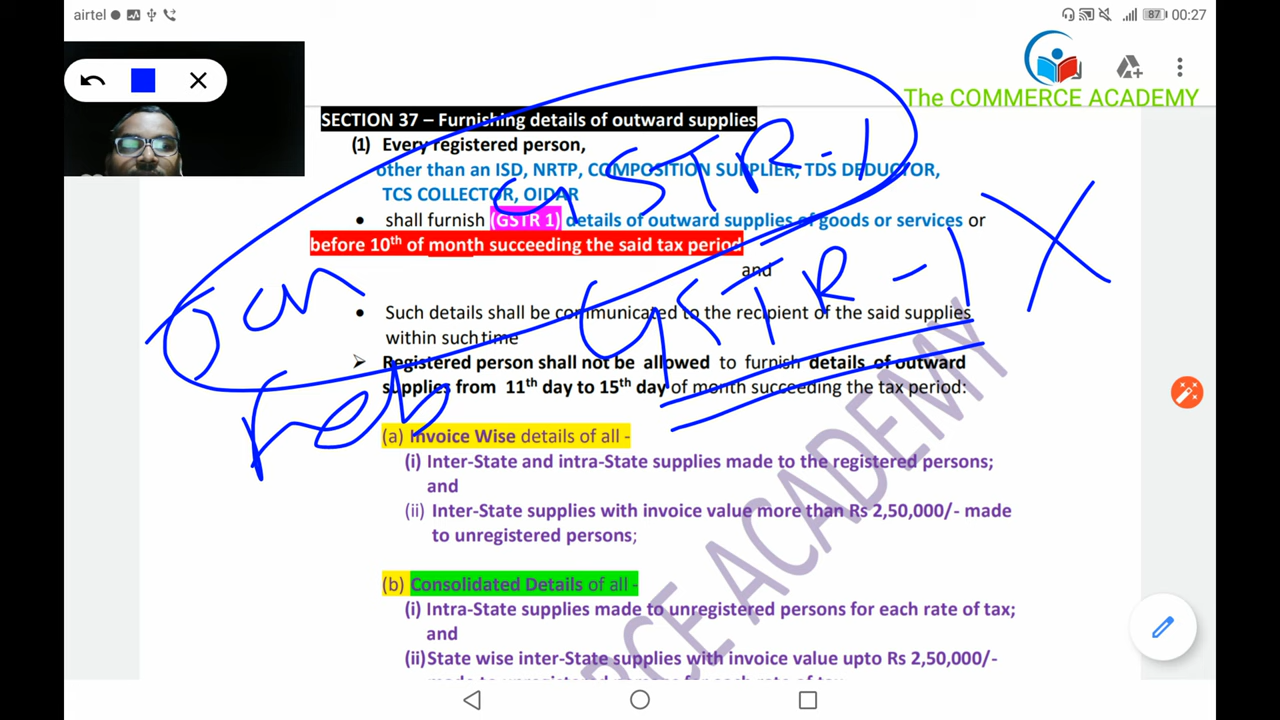 airtel
87 00:27
The COMMERCE ACADEMY
SECTION 37 – Furnishing details of outward supplies
(1) Every registered person,
other than an ISD, NRTP, COMPOSITION SUPPLIER, TDS DEDUCTOR,
TCS COLLECTOR, OIDAR
GSTR-1
• shall furnish (GSTR 1) details of outward supplies of goods or services or
before 10th of month succeeding the said tax period
and
Jan
GSTR-1 X
• Such details shall be communicated to the recipient of the said supplies
within such time
➢ Registered person shall not be allowed to furnish details of outward
supplies from 11th day to 15th day of month succeeding the tax period:
Feb
(a) Invoice Wise details of all -
(i) Inter-State and intra-State supplies made to the registered persons;
and
(ii) Inter-State supplies with invoice value more than Rs 2,50,000/- made
to unregistered persons;
(b) Consolidated Details of all -
(i) Intra-State supplies made to unregistered persons for each rate of tax;
and
(ii) State wise inter-State supplies with invoice value upto Rs 2,50,000/-
ERCE ACADEMY